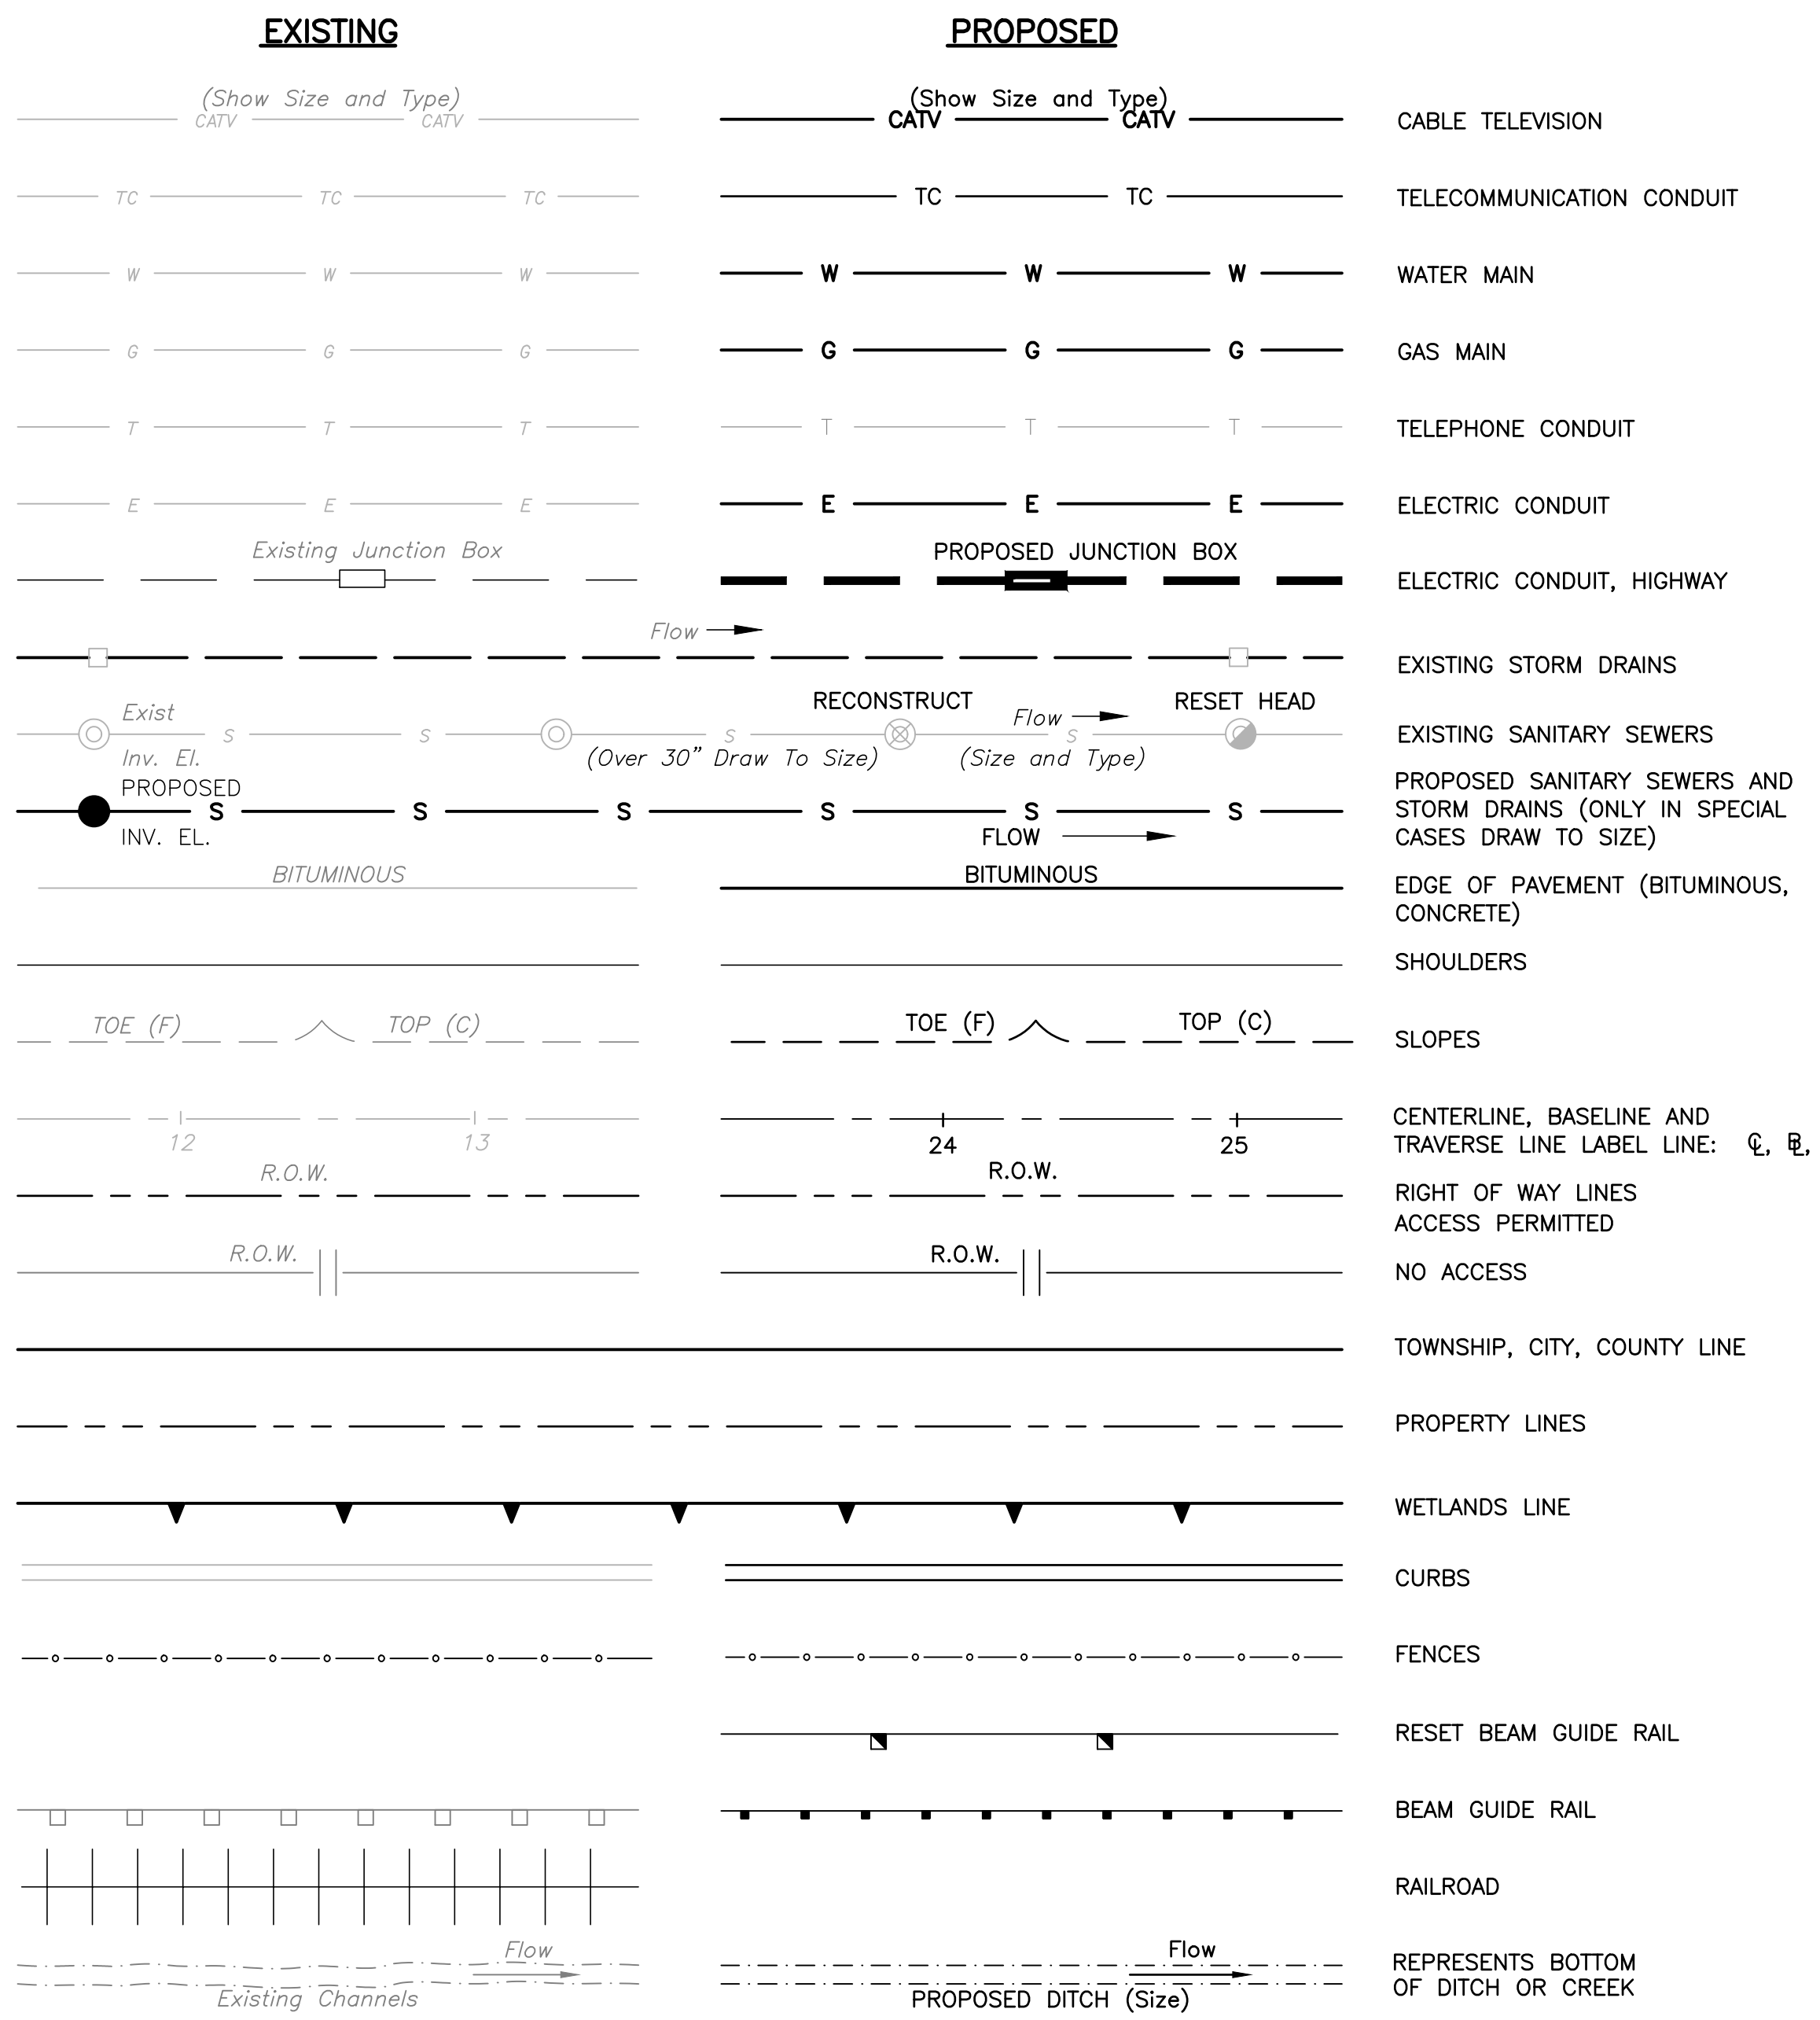 EXISTING PROPOSED
(Show Size and Type) (Show Size and Type)
CATV CATV CATV CATV CABLE TELEVISION
TC TC TC TC TC TELECOMMUNICATION CONDUIT
W W W W W W WATER MAIN
G G G G G G GAS MAIN
T T T T T T TELEPHONE CONDUIT
E E E E E E ELECTRIC CONDUIT
Existing Junction Box PROPOSED JUNCTION BOX
ELECTRIC CONDUIT, HIGHWAY
Flow
EXISTING STORM DRAINS
Exist RECONSTRUCT Flow RESET HEAD
S S S S EXISTING SANITARY SEWERS
Inv. El. (Over 30" Draw To Size) (Size and Type)
PROPOSED
S S S S S S
INV. EL. FLOW
PROPOSED SANITARY SEWERS AND
STORM DRAINS (ONLY IN SPECIAL
CASES DRAW TO SIZE)
BITUMINOUS BITUMINOUS
EDGE OF PAVEMENT (BITUMINOUS,
CONCRETE)
SHOULDERS
TOE (F) TOP (C) TOE (F) TOP (C)
SLOPES
12 13 24 25
CENTERLINE, BASELINE AND
TRAVERSE LINE LABEL LINE: ℄, BL,
R.O.W. R.O.W.
RIGHT OF WAY LINES
ACCESS PERMITTED
R.O.W. R.O.W.
NO ACCESS
TOWNSHIP, CITY, COUNTY LINE
PROPERTY LINES
WETLANDS LINE
CURBS
FENCES
RESET BEAM GUIDE RAIL
BEAM GUIDE RAIL
RAILROAD
Flow Flow
Existing Channels PROPOSED DITCH (Size)
REPRESENTS BOTTOM
OF DITCH OR CREEK